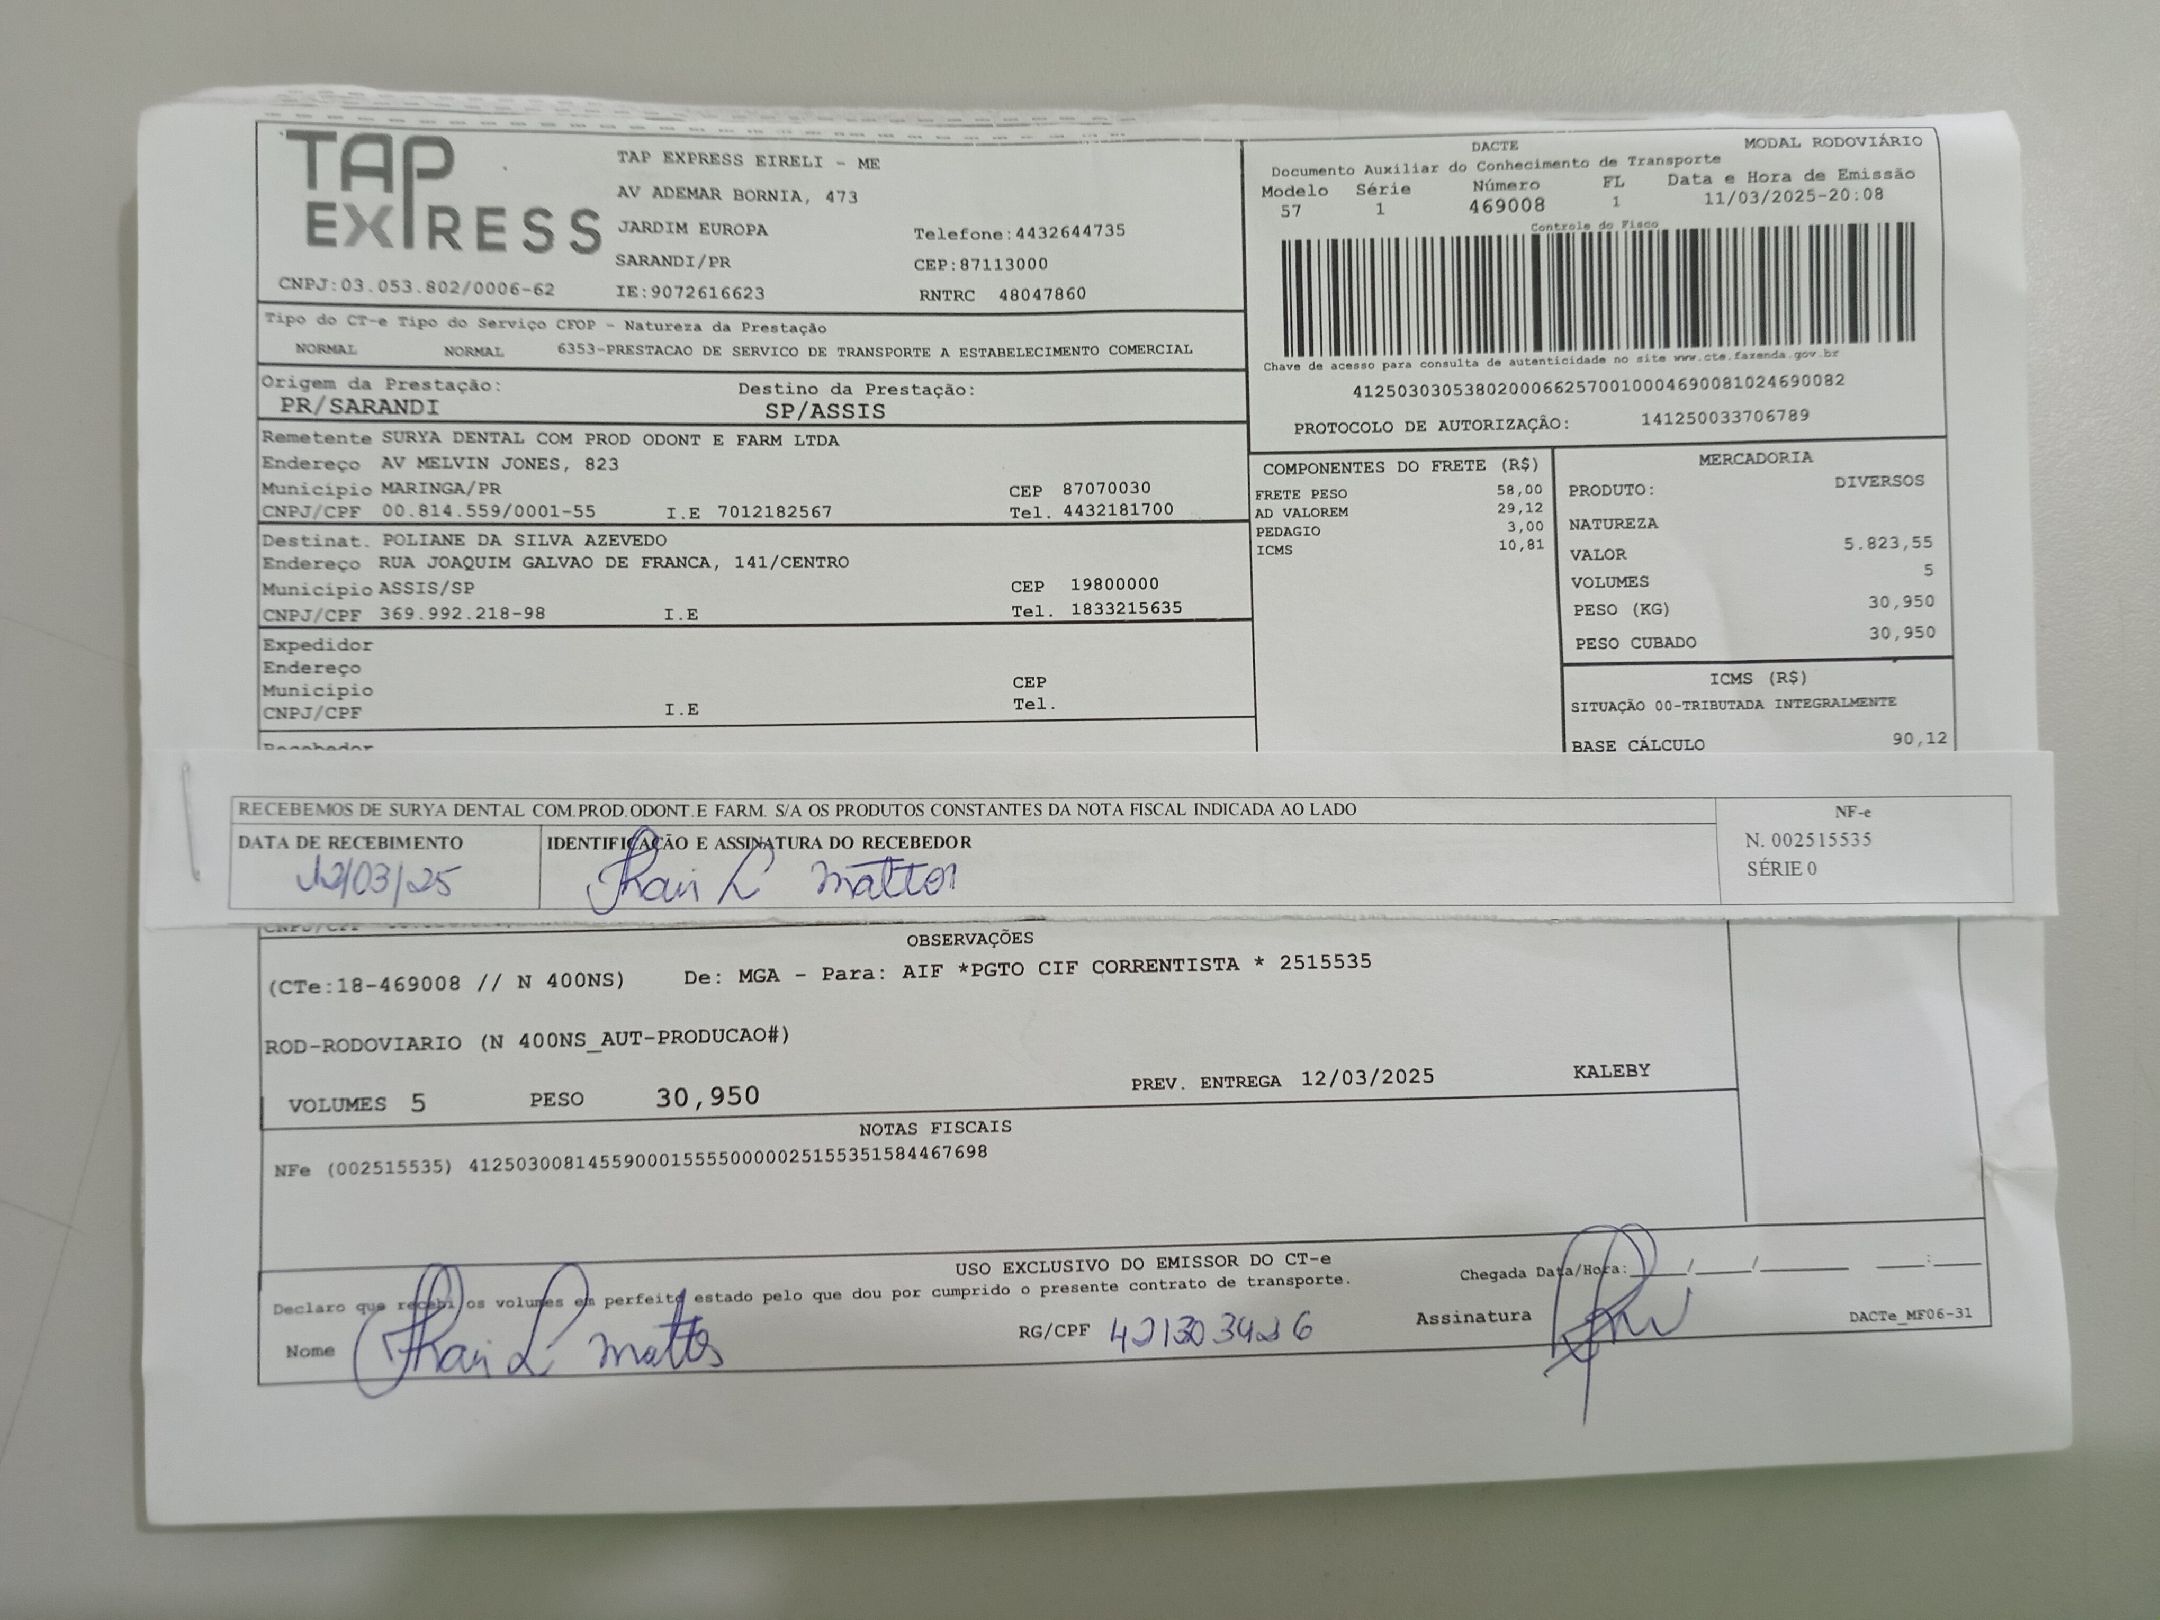 TAP EXPRESS
TAP EXPRESS EIRELI - ME
AV ADEMAR BORNIA, 473
JARDIM EUROPA Telefone:4432644735
SARANDI/PR CEP:87113000
CNPJ:03.053.802/0006-62 IE:9072616623 RNTRC 48047860
DACTE MODAL RODOVIÁRIO
Documento Auxiliar do Conhecimento de Transporte
Modelo Série Número FL Data e Hora de Emissão
57 1 469008 1 11/03/2025-20:08
Controle do Fisco
Chave de acesso para consulta de autenticidade no site www.cte.fazenda.gov.br
41250303053802000662570010004690081024690082
PROTOCOLO DE AUTORIZAÇÃO: 141250033706789
Tipo do CT-e Tipo do Serviço CFOP - Natureza da Prestação
NORMAL NORMAL 6353-PRESTACAO DE SERVICO DE TRANSPORTE A ESTABELECIMENTO COMERCIAL
Origem da Prestação: Destino da Prestação:
PR/SARANDI SP/ASSIS
Remetente SURYA DENTAL COM PROD ODONT E FARM LTDA
Endereço AV MELVIN JONES, 823
Município MARINGA/PR CEP 87070030
CNPJ/CPF 00.814.559/0001-55 I.E 7012182567 Tel. 4432181700
Destinat. POLIANE DA SILVA AZEVEDO
Endereço RUA JOAQUIM GALVAO DE FRANCA, 141/CENTRO
Município ASSIS/SP CEP 19800000
CNPJ/CPF 369.992.218-98 I.E Tel. 1833215635
Expedidor
Endereço
Município CEP
CNPJ/CPF I.E Tel.
COMPONENTES DO FRETE (R$)
FRETE PESO 58,00
AD VALOREM 29,12
PEDAGIO 3,00
ICMS 10,81
MERCADORIA
PRODUTO: DIVERSOS
NATUREZA
VALOR 5.823,55
VOLUMES 5
PESO (KG) 30,950
PESO CUBADO 30,950
ICMS (R$)
SITUAÇÃO 00-TRIBUTADA INTEGRALMENTE
BASE CÁLCULO 90,12
RECEBEMOS DE SURYA DENTAL COM.PROD.ODONT.E FARM. S/A OS PRODUTOS CONSTANTES DA NOTA FISCAL INDICADA AO LADO
DATA DE RECEBIMENTO IDENTIFICAÇÃO E ASSINATURA DO RECEBEDOR
12/03/25 Thais L Mattos
NF-e
N. 002515535
SÉRIE 0
OBSERVAÇÕES
(CTe:18-469008 // N 400NS) De: MGA - Para: AIF *PGTO CIF CORRENTISTA * 2515535
ROD-RODOVIARIO (N 400NS_AUT-PRODUCAO#)
VOLUMES 5 PESO 30,950 PREV. ENTREGA 12/03/2025 KALEBY
NOTAS FISCAIS
NFe (002515535) 41250300814559000155550000025155351584467698
USO EXCLUSIVO DO EMISSOR DO CT-e
Declaro que recebi os volumes em perfeito estado pelo que dou por cumprido o presente contrato de transporte.
Chegada Data/Hora:____/____/______ ___:___
Nome Thais L Mattos RG/CPF Assinatura DACTe_MF06-31